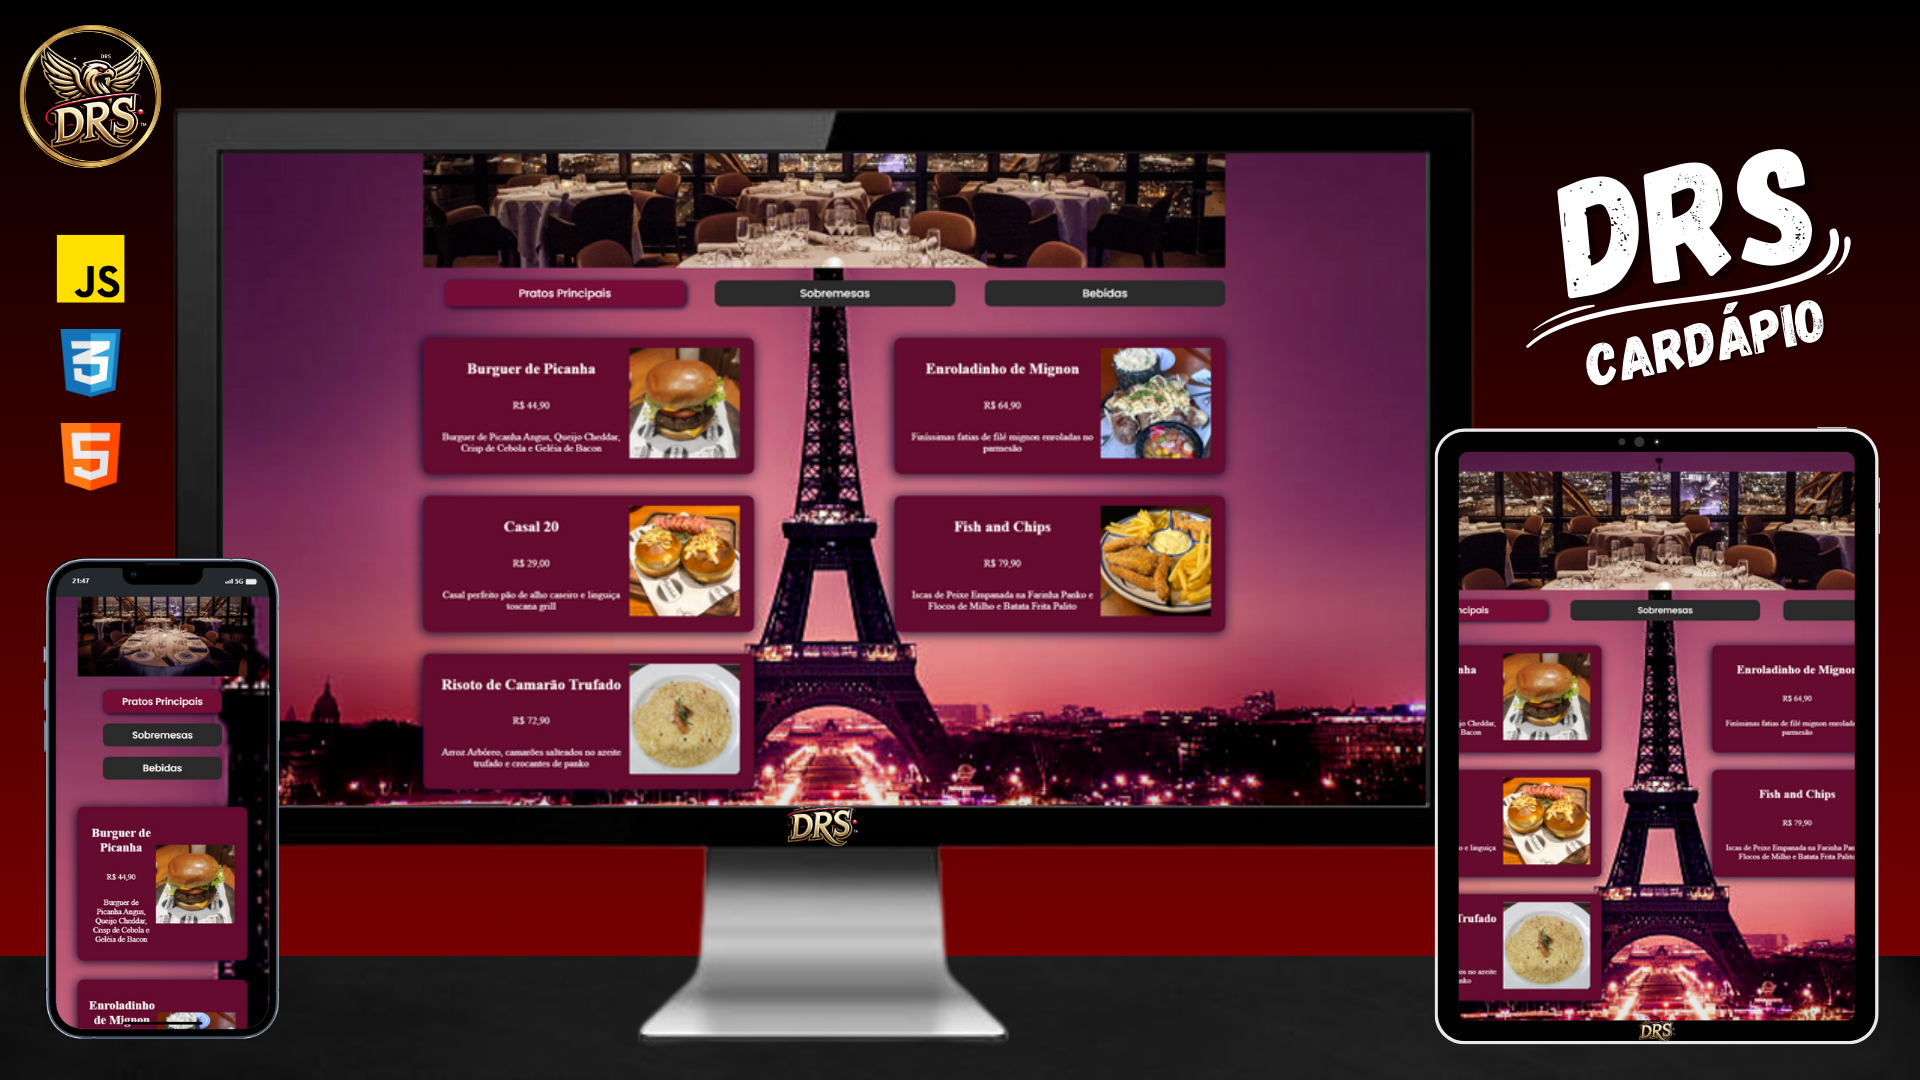 DRS
DRS
JS
3
5
DRS
CARDÁPIO
Pratos Principais
Sobremesas
Bebidas
Burguer de Picanha
R$ 44,90
Burguer de Picanha Angus, Queijo Cheddar,
Crisp de Cebola e Geléia de Bacon
Enroladinho de Mignon
R$ 64,90
Finíssimas fatias de filé mignon enroladas no
parmesão
Casal 20
R$ 29,00
Casal perfeito pão de alho caseiro e linguiça
toscana grill
Fish and Chips
R$ 79,90
Iscas de Peixe Empanada na Farinha Panko e
Flocos de Milho e Batata Frita Palito
Risoto de Camarão Trufado
R$ 72,90
Arroz Arbóreo, camarões salteados no azeite
trufado e crocantes de panko
DRS
21:47
5G
Pratos Principais
Sobremesas
Bebidas
Burguer de
Picanha
R$ 44,90
Burguer de
Picanha Angus,
Queijo Cheddar,
Crisp de Cebola e
Geléia de Bacon
Enroladinho
de Mignon
ncipais
Sobremesas
nha
jo Cheddar,
Bacon
Enroladinho de Mignon
R$ 64,90
Finíssimas fatias de filé mignon enrolada
parmesão
o e linguiça
Fish and Chips
R$ 79,90
Iscas de Peixe Empanada na Farinha Pan
Flocos de Milho e Batata Frita Palito
Trufado
os no azeite
nko
DRS